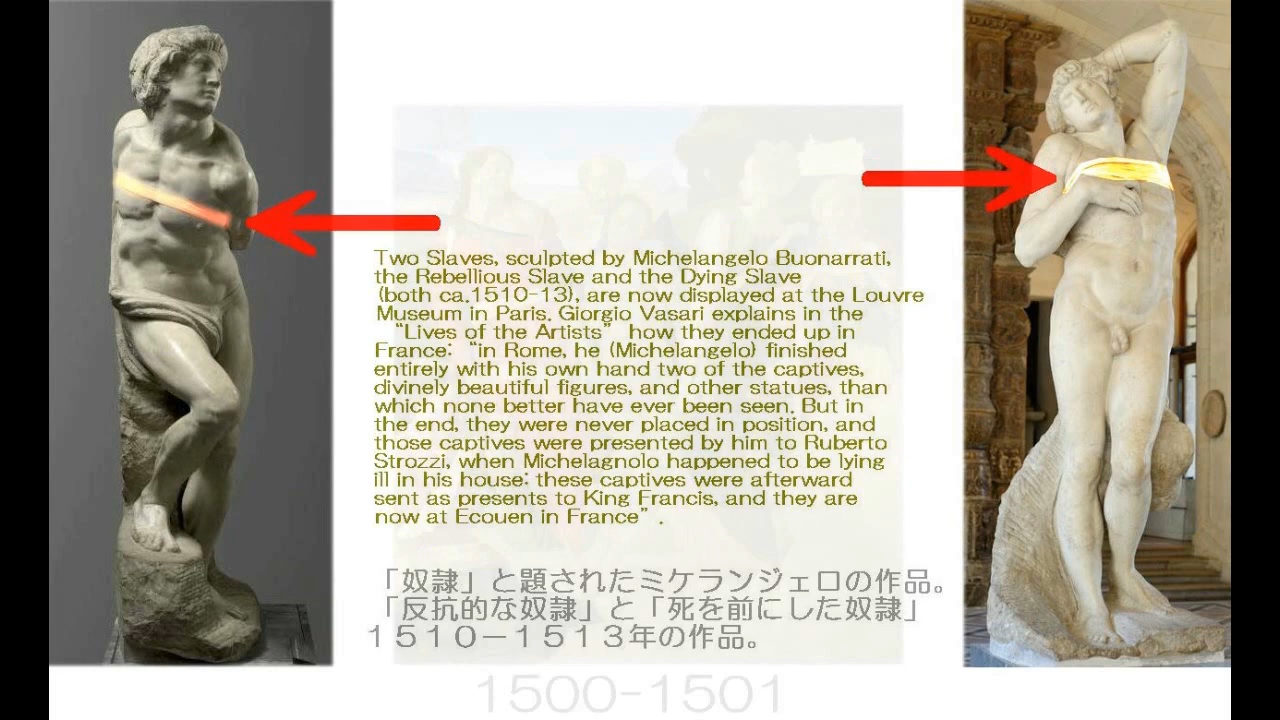 Two Slaves, sculpted by Michelangelo Buonarrati,
the Rebellious Slave and the Dying Slave
(both ca.1510-13), are now displayed at the Louvre
Museum in Paris. Giorgio Vasari explains in the
“Lives of the Artists” how they ended up in
France: “in Rome, he (Michelangelo) finished
entirely with his own hand two of the captives,
divinely beautiful figures, and other statues, than
which none better have ever been seen. But in
the end, they were never placed in position, and
those captives were presented by him to Ruberto
Strozzi, when Michelagnolo happened to be lying
ill in his house: these captives were afterward
sent as presents to King Francis, and they are
now at Ecouen in France”.
「奴隷」と題されたミケランジェロの作品。
「反抗的な奴隷」と「死を前にした奴隷」
１５１０－１５１３年の作品。
1500-1501